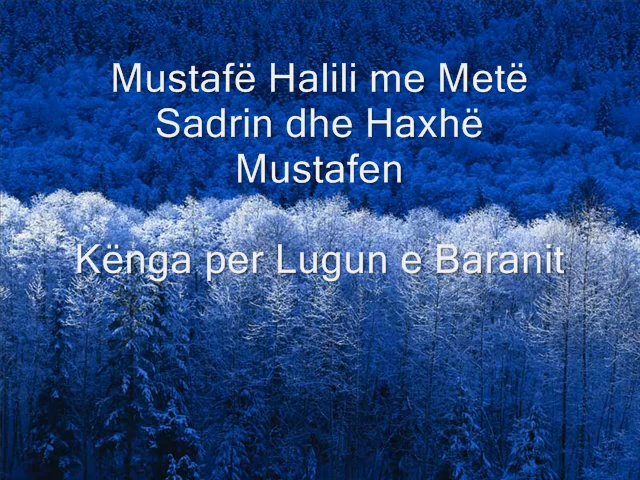 Mustafë Halili me Metë
Sadrin dhe Haxhë
Mustafen
Kënga per Lugun e Baranit